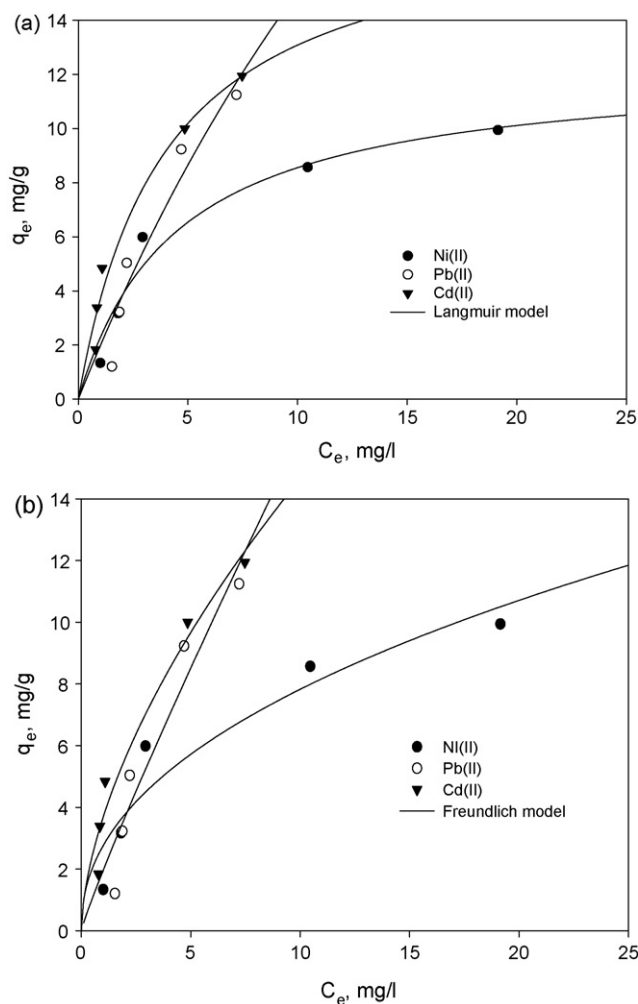 (a)
14
12
10
8
6
4
2
0
qe, mg/g
Ni(II)
Pb(II)
Cd(II)
Langmuir model
0 5 10 15 20 25
Ce, mg/l
(b)
14
12
10
8
6
4
2
0
qe, mg/g
NI(II)
Pb(II)
Cd(II)
Freundlich model
0 5 10 15 20 25
Ce, mg/l